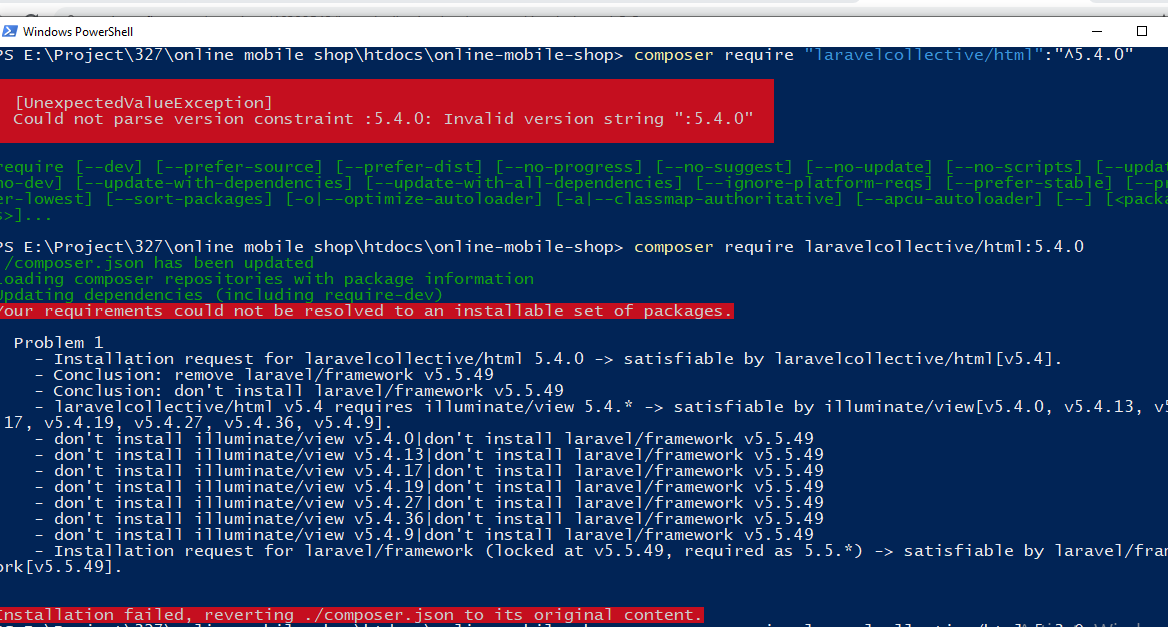 Windows PowerShell
PS E:\Project\327\online mobile shop\htdocs\online-mobile-shop> composer require "laravelcollective/html":"^5.4.0"
[UnexpectedValueException]
Could not parse version constraint :5.4.0: Invalid version string ":5.4.0"
require [--dev] [--prefer-source] [--prefer-dist] [--no-progress] [--no-suggest] [--no-update] [--no-scripts] [--updat
no-dev] [--update-with-dependencies] [--update-with-all-dependencies] [--ignore-platform-reqs] [--prefer-stable] [--pr
er-lowest] [--sort-packages] [-o|--optimize-autoloader] [-a|--classmap-authoritative] [--apcu-autoloader] [--] [<packa
s>]...
PS E:\Project\327\online mobile shop\htdocs\online-mobile-shop> composer require laravelcollective/html:5.4.0
./composer.json has been updated
Loading composer repositories with package information
Updating dependencies (including require-dev)
Your requirements could not be resolved to an installable set of packages.
Problem 1
- Installation request for laravelcollective/html 5.4.0 -> satisfiable by laravelcollective/html[v5.4].
- Conclusion: remove laravel/framework v5.5.49
- Conclusion: don't install laravel/framework v5.5.49
- laravelcollective/html v5.4 requires illuminate/view 5.4.* -> satisfiable by illuminate/view[v5.4.0, v5.4.13, v5
17, v5.4.19, v5.4.27, v5.4.36, v5.4.9].
- don't install illuminate/view v5.4.0|don't install laravel/framework v5.5.49
- don't install illuminate/view v5.4.13|don't install laravel/framework v5.5.49
- don't install illuminate/view v5.4.17|don't install laravel/framework v5.5.49
- don't install illuminate/view v5.4.19|don't install laravel/framework v5.5.49
- don't install illuminate/view v5.4.27|don't install laravel/framework v5.5.49
- don't install illuminate/view v5.4.36|don't install laravel/framework v5.5.49
- don't install illuminate/view v5.4.9|don't install laravel/framework v5.5.49
- Installation request for laravel/framework (locked at v5.5.49, required as 5.5.*) -> satisfiable by laravel/fram
ork[v5.5.49].
Installation failed, reverting ./composer.json to its original content.